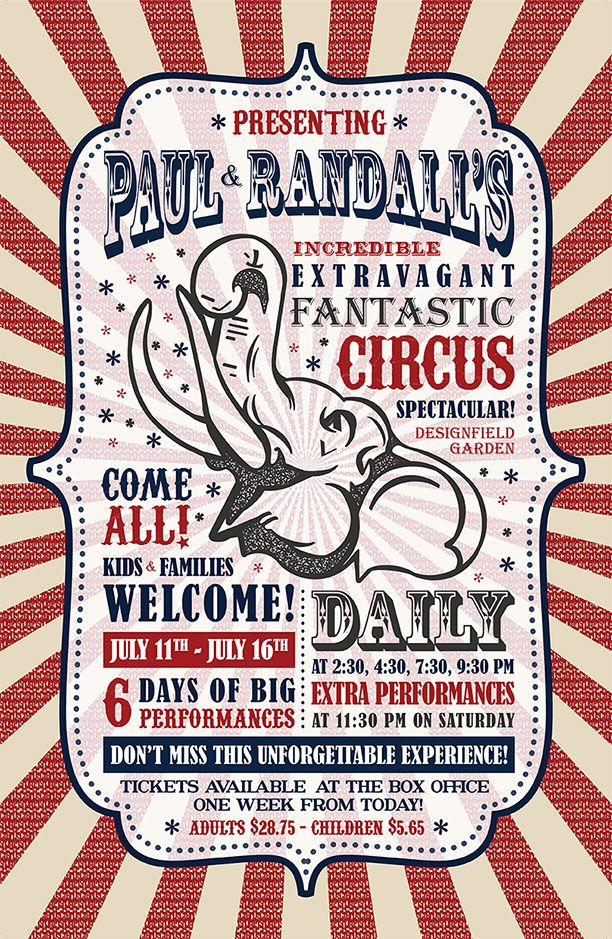 * PRESENTING *
PAUL & RANDALL'S
INCREDIBLE
EXTRAVAGANT
FANTASTIC
CIRCUS
SPECTACULAR!
DESIGNFIELD
GARDEN
COME
ALL!
KIDS & FAMILIES
WELCOME!
JULY 11TH - JULY 16TH
6 DAYS OF BIG
PERFORMANCES
DAILY
AT 2:30, 4:30, 7:30, 9:30 PM
EXTRA PERFORMANCES
AT 11:30 PM ON SATURDAY
DON'T MISS THIS UNFORGETTABLE EXPERIENCE!
TICKETS AVAILABLE AT THE BOX OFFICE
ONE WEEK FROM TODAY!
* ADULTS $28.75 - CHILDREN $5.65 *